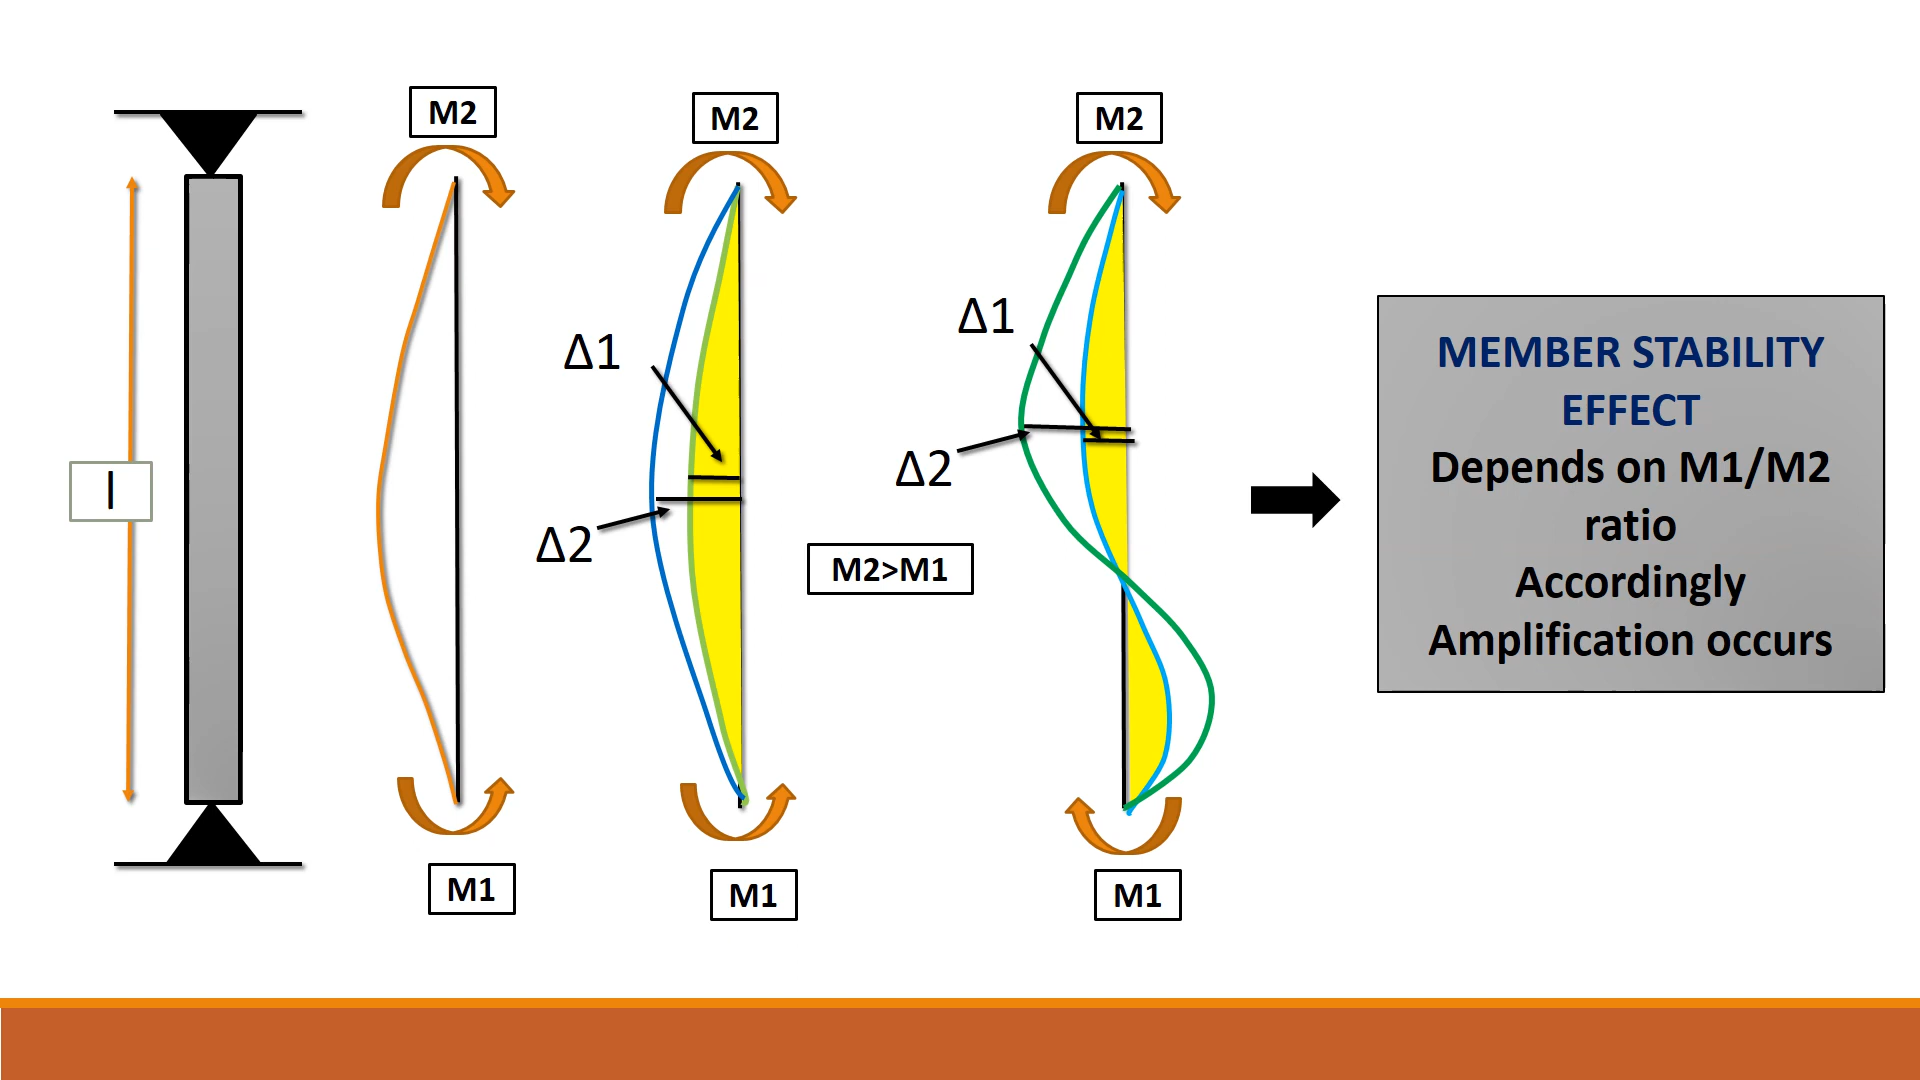 M2
M2
M2
Δ1
Δ1
l
Δ2
Δ2
M2>M1
M1
M1
M1
MEMBER STABILITY
EFFECT
Depends on M1/M2
ratio
Accordingly
Amplification occurs